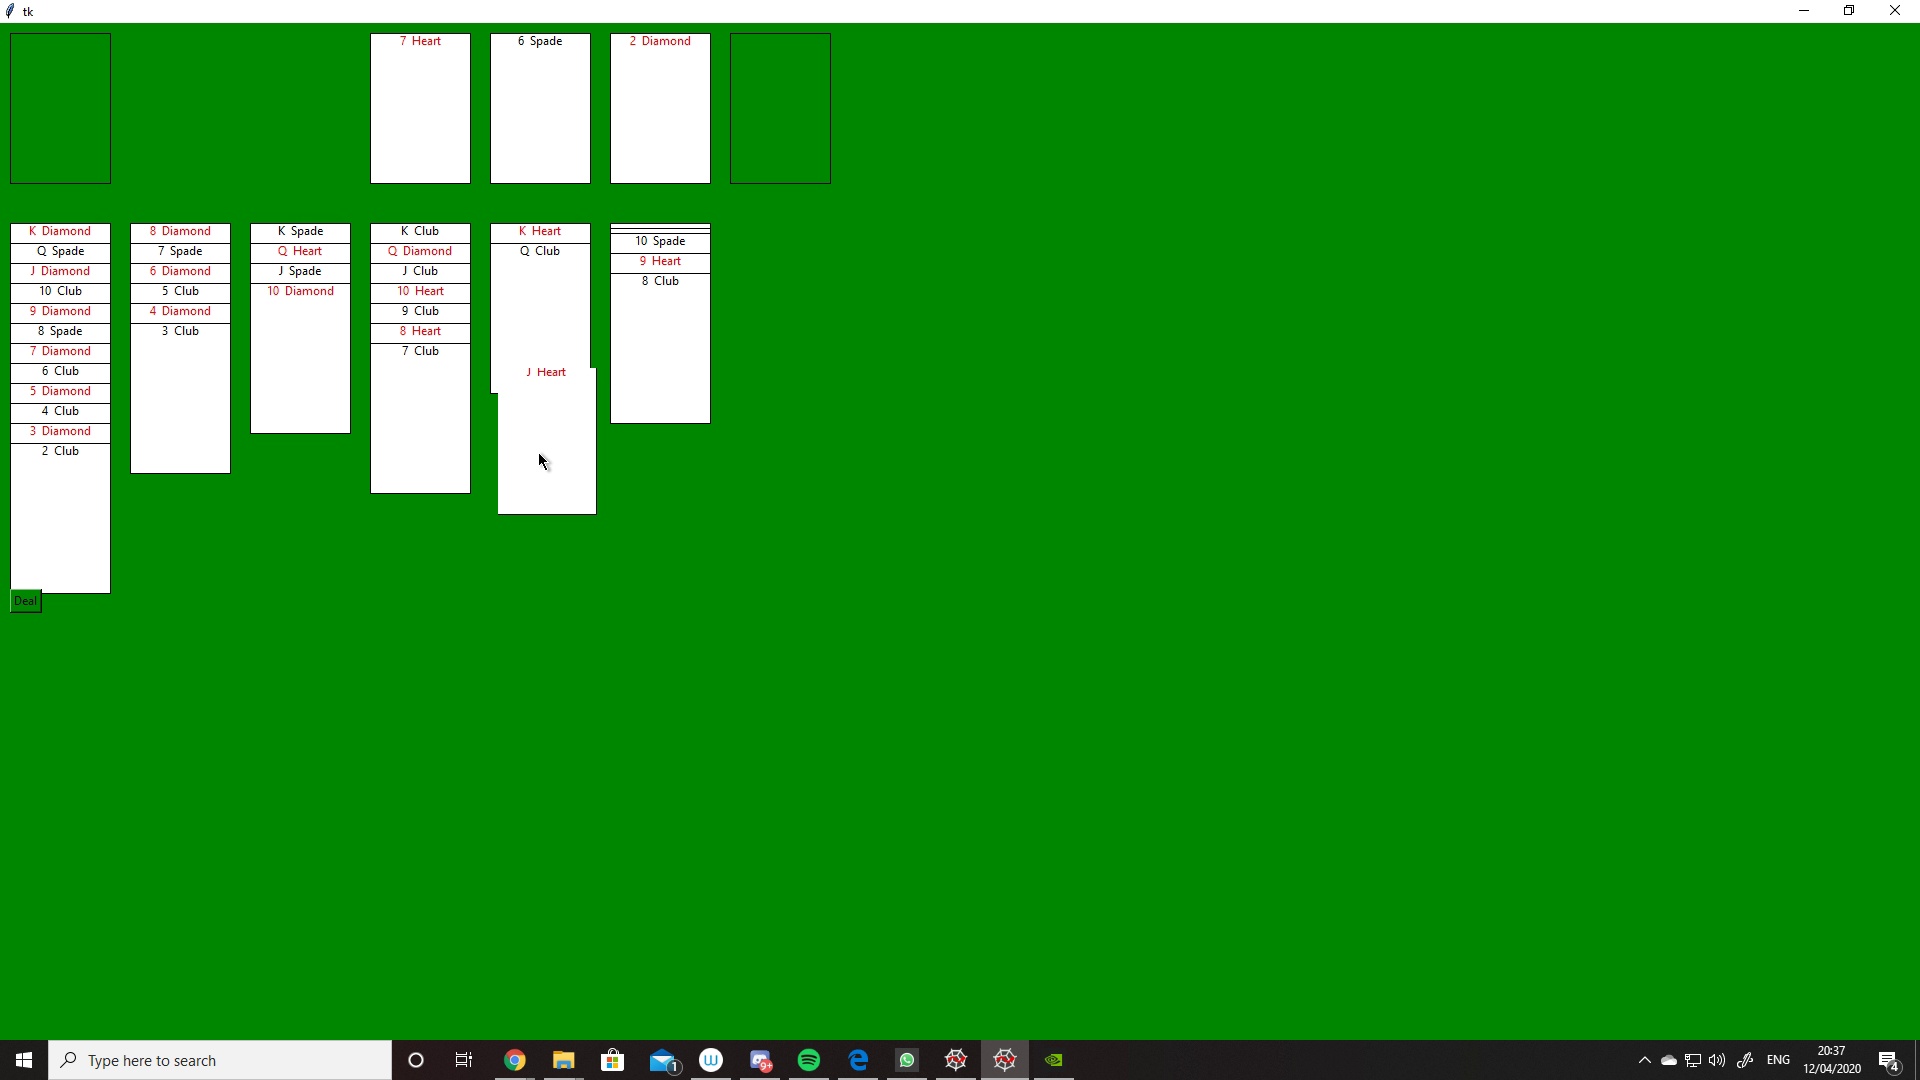 tk
7 Heart
6 Spade
2 Diamond
K Diamond
Q Spade
J Diamond
10 Club
9 Diamond
8 Spade
7 Diamond
6 Club
5 Diamond
4 Club
3 Diamond
2 Club
8 Diamond
7 Spade
6 Diamond
5 Club
4 Diamond
3 Club
K Spade
Q Heart
J Spade
10 Diamond
K Club
Q Diamond
J Club
10 Heart
9 Club
8 Heart
7 Club
K Heart
Q Club
J Heart
10 Spade
9 Heart
8 Club
Deal
Type here to search
1
W
9+
ENG
20:37
12/04/2020
4